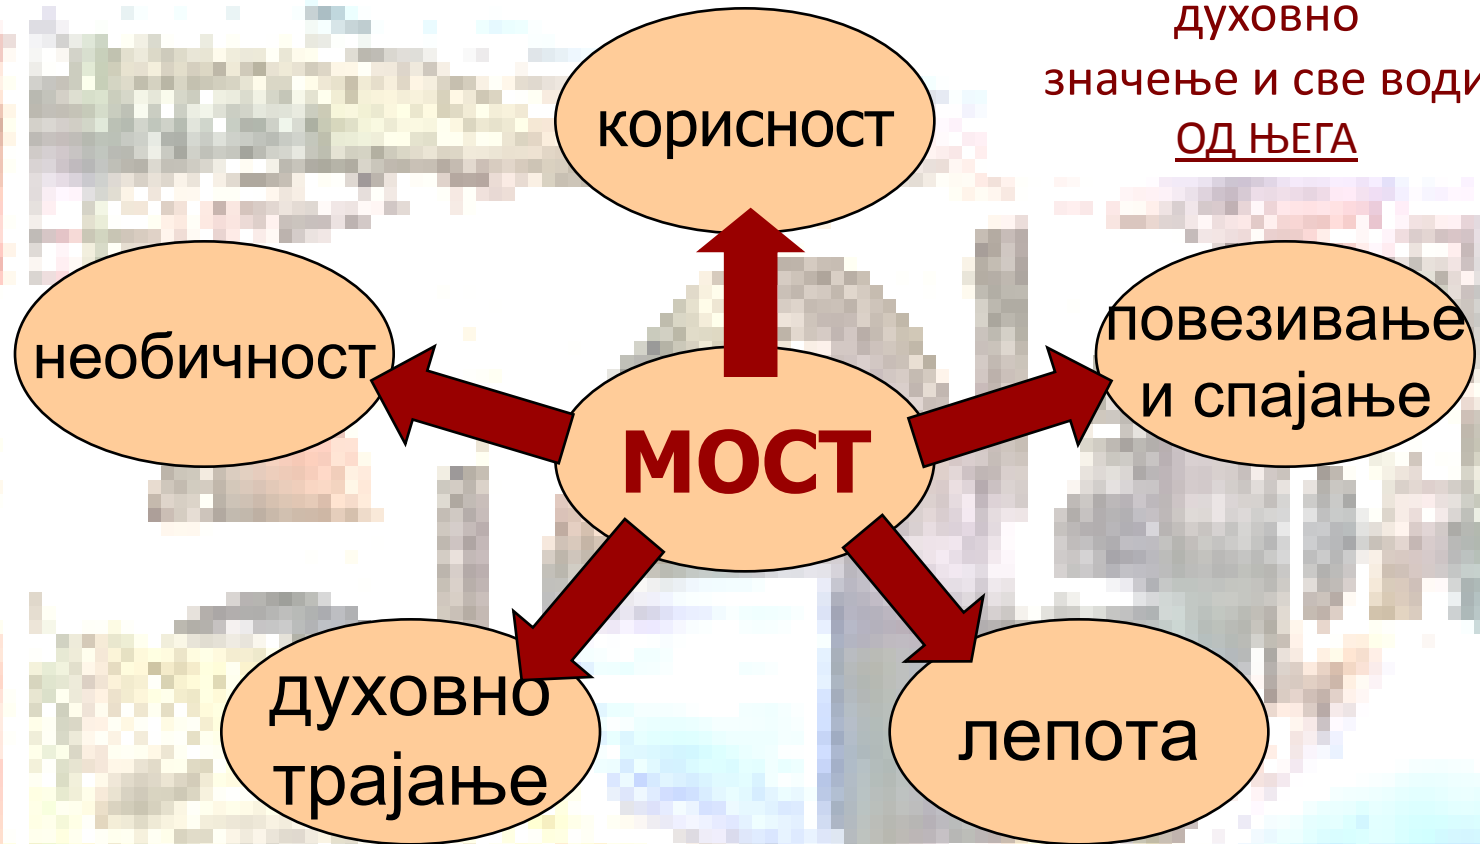 духовно
значење и све води
ОД ЊЕГА
корисност
необичност
повезивање
и спајање
МОСТ
духовно
трајање
лепота